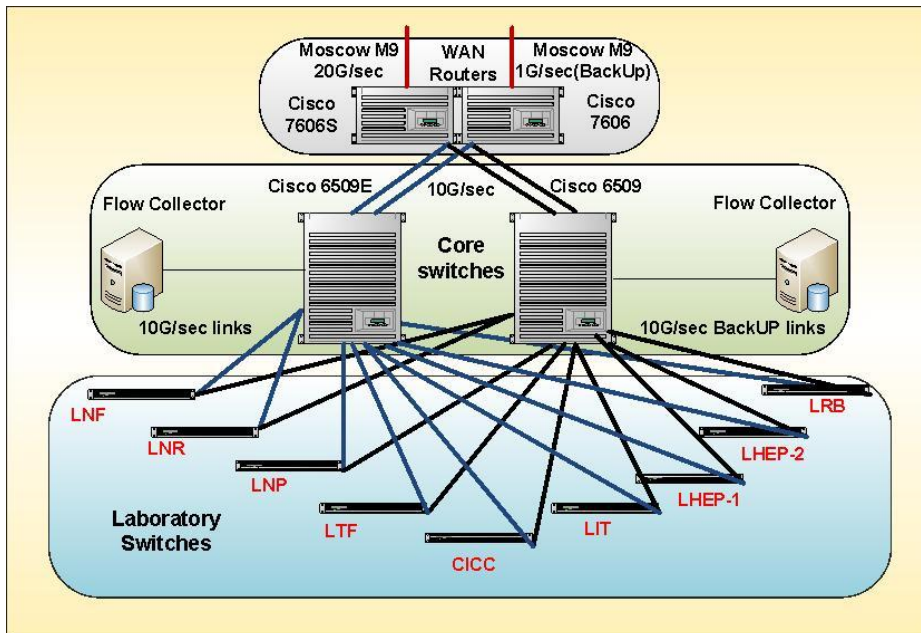 Moscow M9
20G/sec
WAN
Routers
Moscow M9
1G/sec(BackUp)
Cisco
7606S
Cisco
7606
Cisco 6509E
10G/sec
Cisco 6509
Flow Collector
Flow Collector
Core
switches
10G/sec links
10G/sec BackUP links
LNF
LRB
LNR
LHEP-2
LNP
LHEP-1
LTF
LIT
CICC
Laboratory
Switches